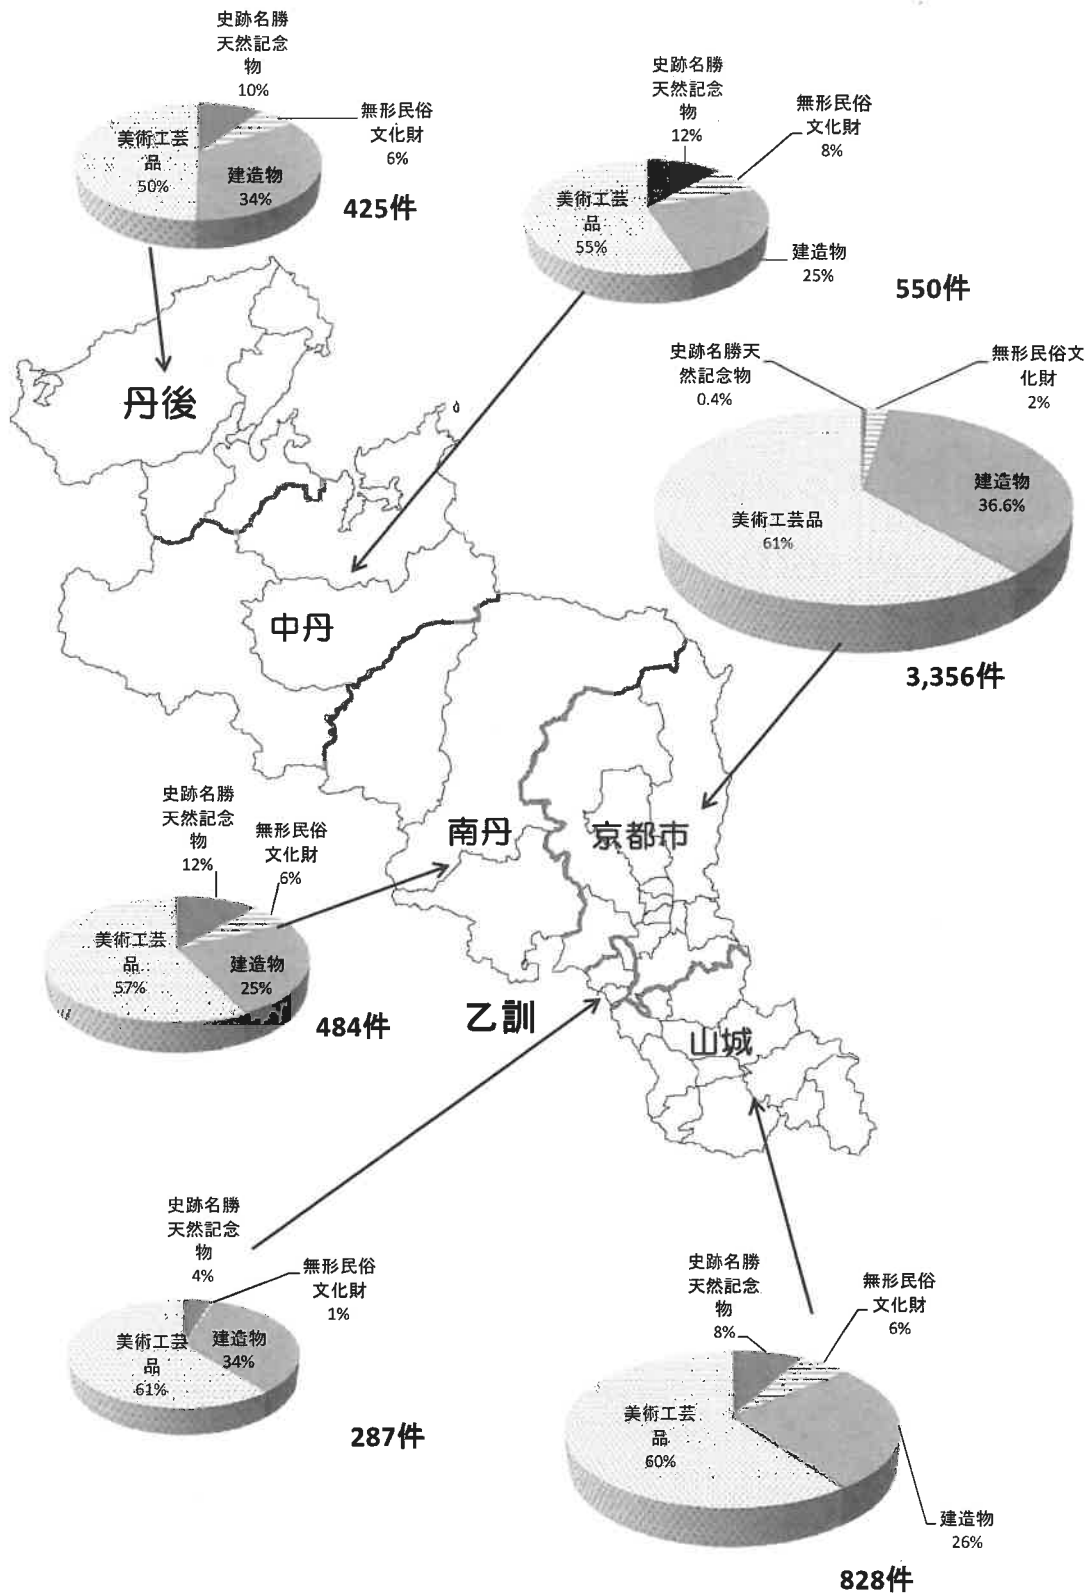 史跡名勝
天然記念
物
10%
無形民俗
文化財
6%
美術工芸
品
50%
建造物
34%
425件
史跡名勝
天然記念
物
12%
無形民俗
文化財
8%
美術工芸
品
55%
建造物
25%
550件
史跡名勝天
然記念物
0.4%
無形民俗文
化財
2%
建造物
36.6%
美術工芸品
61%
3,356件
丹後
中丹
南丹
京都市
乙訓
山城
史跡名勝
天然記念
物
12%
無形民俗
文化財
6%
美術工芸
品
57%
建造物
25%
484件
史跡名勝
天然記念
物
4%
無形民俗
文化財
1%
美術工芸
品
61%
建造物
34%
287件
史跡名勝
天然記念
物
8%
無形民俗
文化財
6%
美術工芸
品
60%
建造物
26%
828件